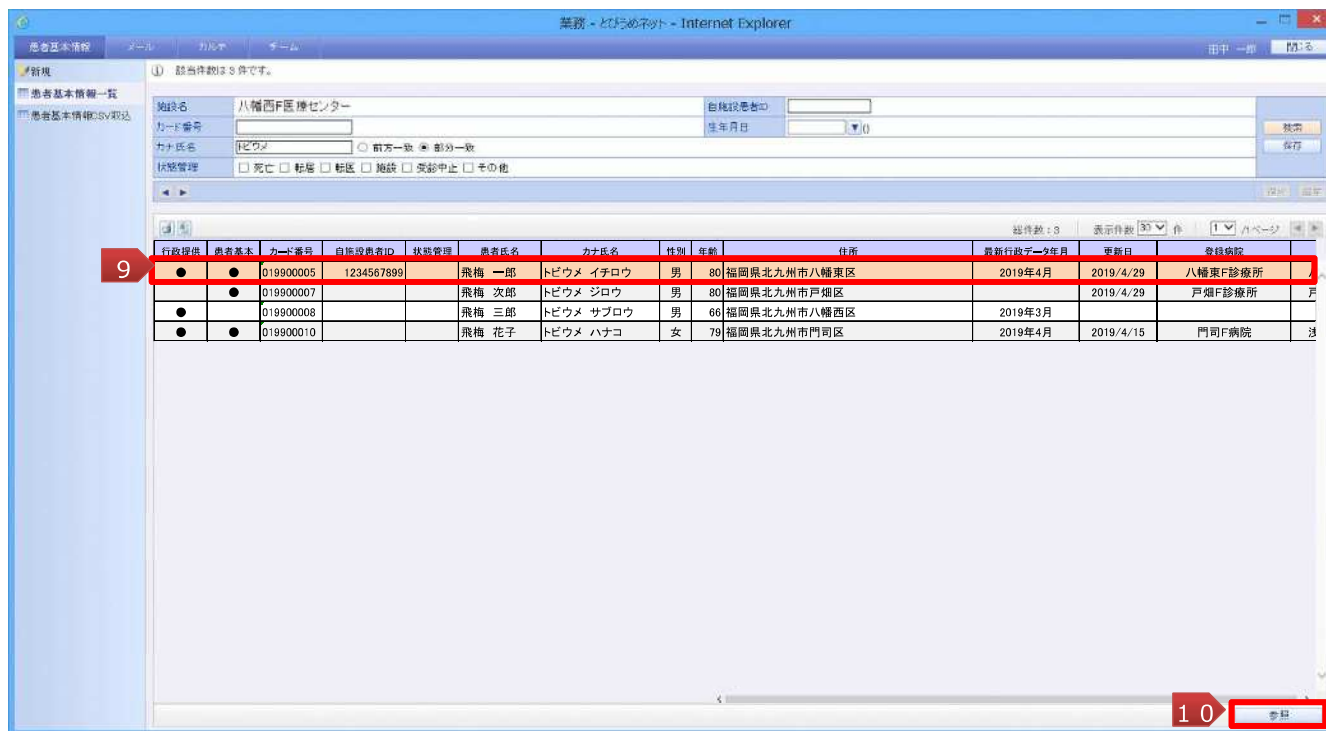 業務 - とびうめネット - Internet Explorer
患者基本情報 メール カルテ チーム 田中 一郎 閉じる
新規
患者基本情報一覧
患者基本情報CSV取込
該当件数は3件です。
施設名 八幡西F医療センター 自施設患者ID
カード番号 生年月日 ()
カナ氏名 トビウメ 前方一致 部分一致
状態管理 死亡 転居 転医 施設 受診中止 その他
検索
保存
総件数:3 表示件数 30 件 1 /1ページ
行政提供 患者基本 カード番号 自施設患者ID 状態管理 患者氏名 カナ氏名 性別 年齢 住所 最新行政データ年月 更新日 登録病院
9
● ● 019900005 1234567899 飛梅 一郎 トビウメ イチロウ 男 80 福岡県北九州市八幡東区 2019年4月 2019/4/29 八幡東F診療所
● 019900007 飛梅 次郎 トビウメ ジロウ 男 80 福岡県北九州市戸畑区 2019/4/29 戸畑F診療所 戸
● 019900008 飛梅 三郎 トビウメ サブロウ 男 66 福岡県北九州市八幡西区 2019年3月
● ● 019900010 飛梅 花子 トビウメ ハナコ 女 79 福岡県北九州市門司区 2019年4月 2019/4/15 門司F病院 浅
10
参照